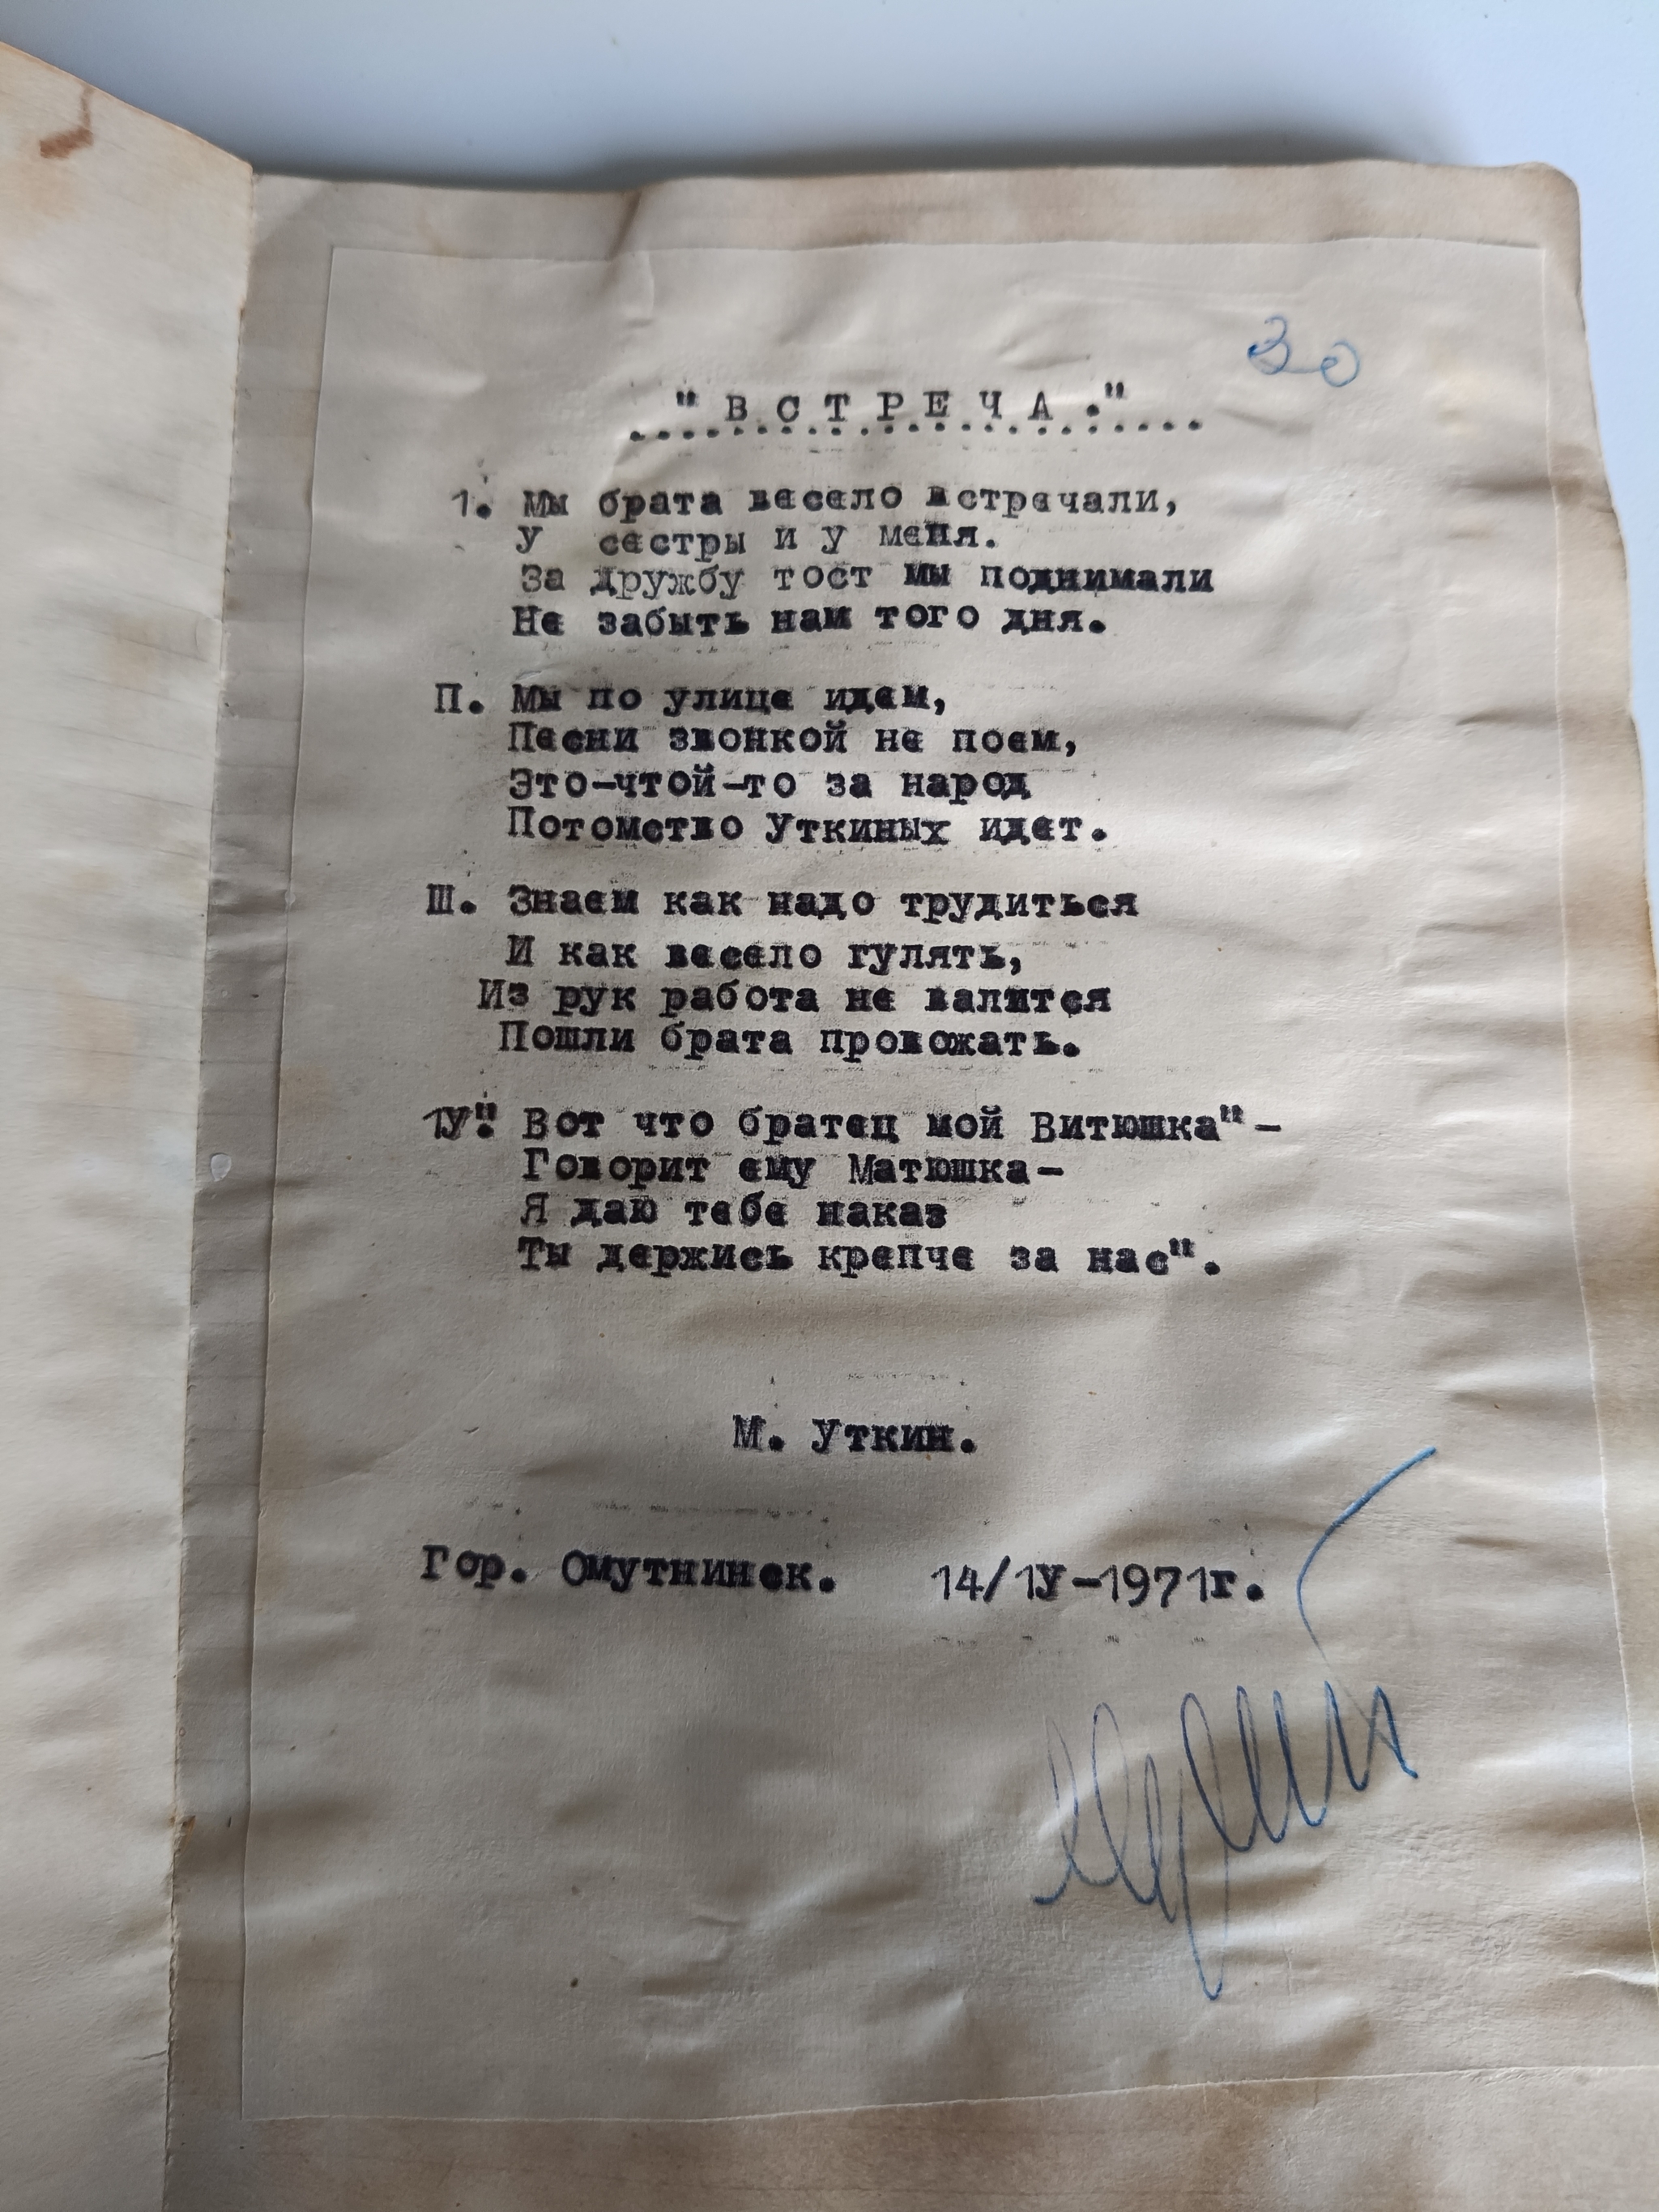 30
"ВСТРЕЧА."
1. Мы брата весело встречали,
У сестры и у меня.
За дружбу тост мы поднимали
Не забыть нам того дня.
П. Мы по улице идем,
Песни звонкой не поем,
Это-чтой-то за народ
Потомство Уткиных идет.
Ш. Знаем как надо трудиться
И как весело гулять,
Из рук работа не валится
Пошли брата провожать.
1У." Вот что братец мой Витюшка"-
Говорит ему Матюшка-
Я даю тебе наказ
Ты держись крепче за нас".
М. Уткин.
Гор. Омутнинск. 14/1У-1971г.